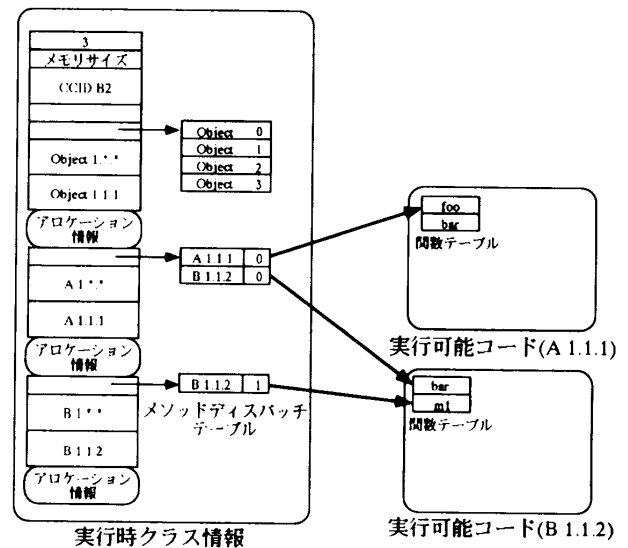 3
メモリサイズ
CCID B2
Object 1.*.*
Object 1.1.1
アロケーション
情報
A 1.*.*
A 1.1.1
アロケーション
情報
B 1.*.*
B 1.1.2
アロケーション
情報
Object 0
Object 1
Object 2
Object 3
A 1.1.1 0
B 1.1.2 0
B 1.1.2 1
メソッドディスパッチ
テーブル
実行時クラス情報
foo
bar
関数テーブル
実行可能コード(A 1.1.1)
bar
m1
関数テーブル
実行可能コード(B 1.1.2)